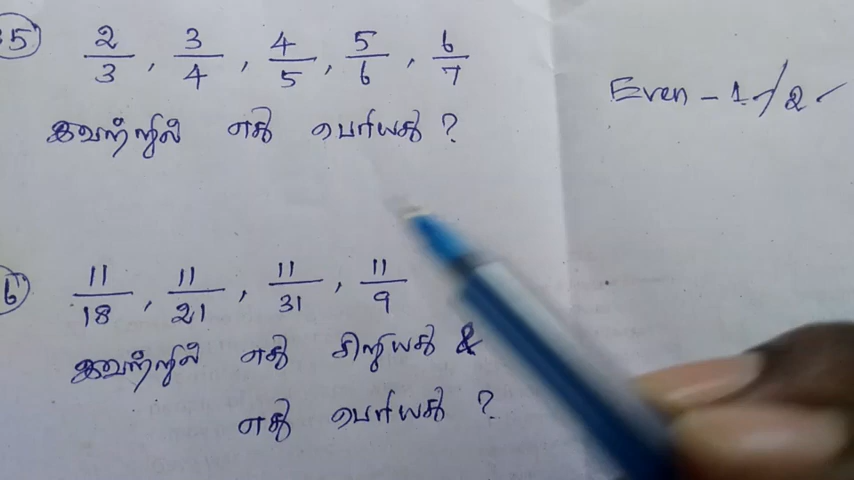 35) 2/3, 3/4, 4/5, 5/6, 6/7
Even - 1 / 2
இவற்றில் எது பெரியது ?
6) 11/18, 11/21, 11/31, 11/9
இவற்றில் எது சிறியது &
எது பெரியது ?